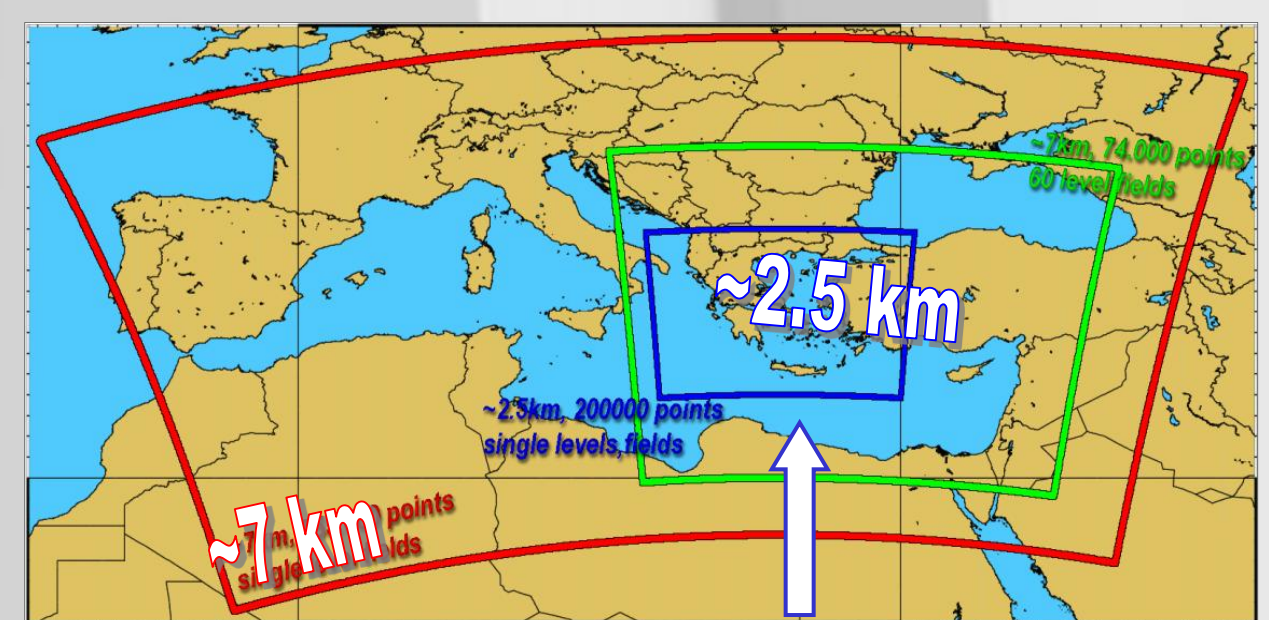 ~7km, 74.000 points
60 level fields
~2.5 km
~2.5km, 200000 points
single levels,fields
~7 km
points